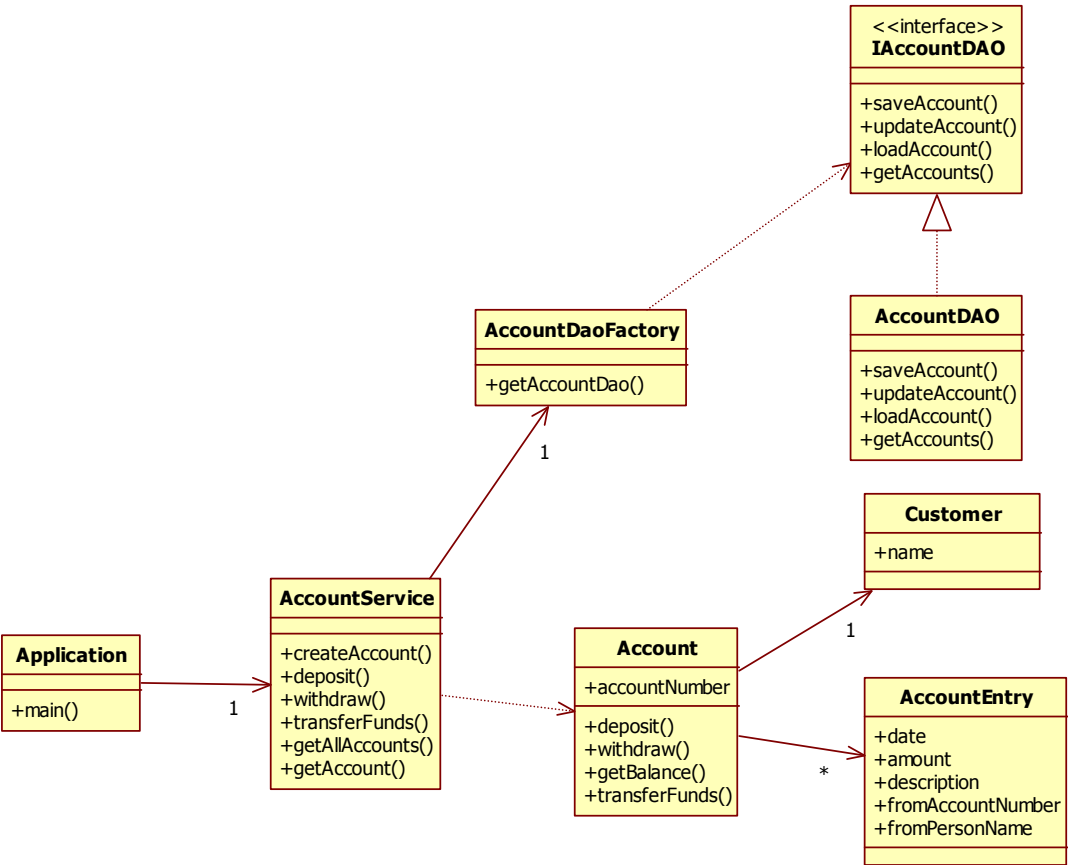 <<interface>>
IAccountDAO
+saveAccount()
+updateAccount()
+loadAccount()
+getAccounts()
AccountDaoFactory
+getAccountDao()
AccountDAO
+saveAccount()
+updateAccount()
+loadAccount()
+getAccounts()
1
Customer
+name
AccountService
+createAccount()
+deposit()
+withdraw()
+transferFunds()
+getAllAccounts()
+getAccount()
Application
+main()
1
Account
+accountNumber
+deposit()
+withdraw()
+getBalance()
+transferFunds()
1
*
AccountEntry
+date
+amount
+description
+fromAccountNumber
+fromPersonName